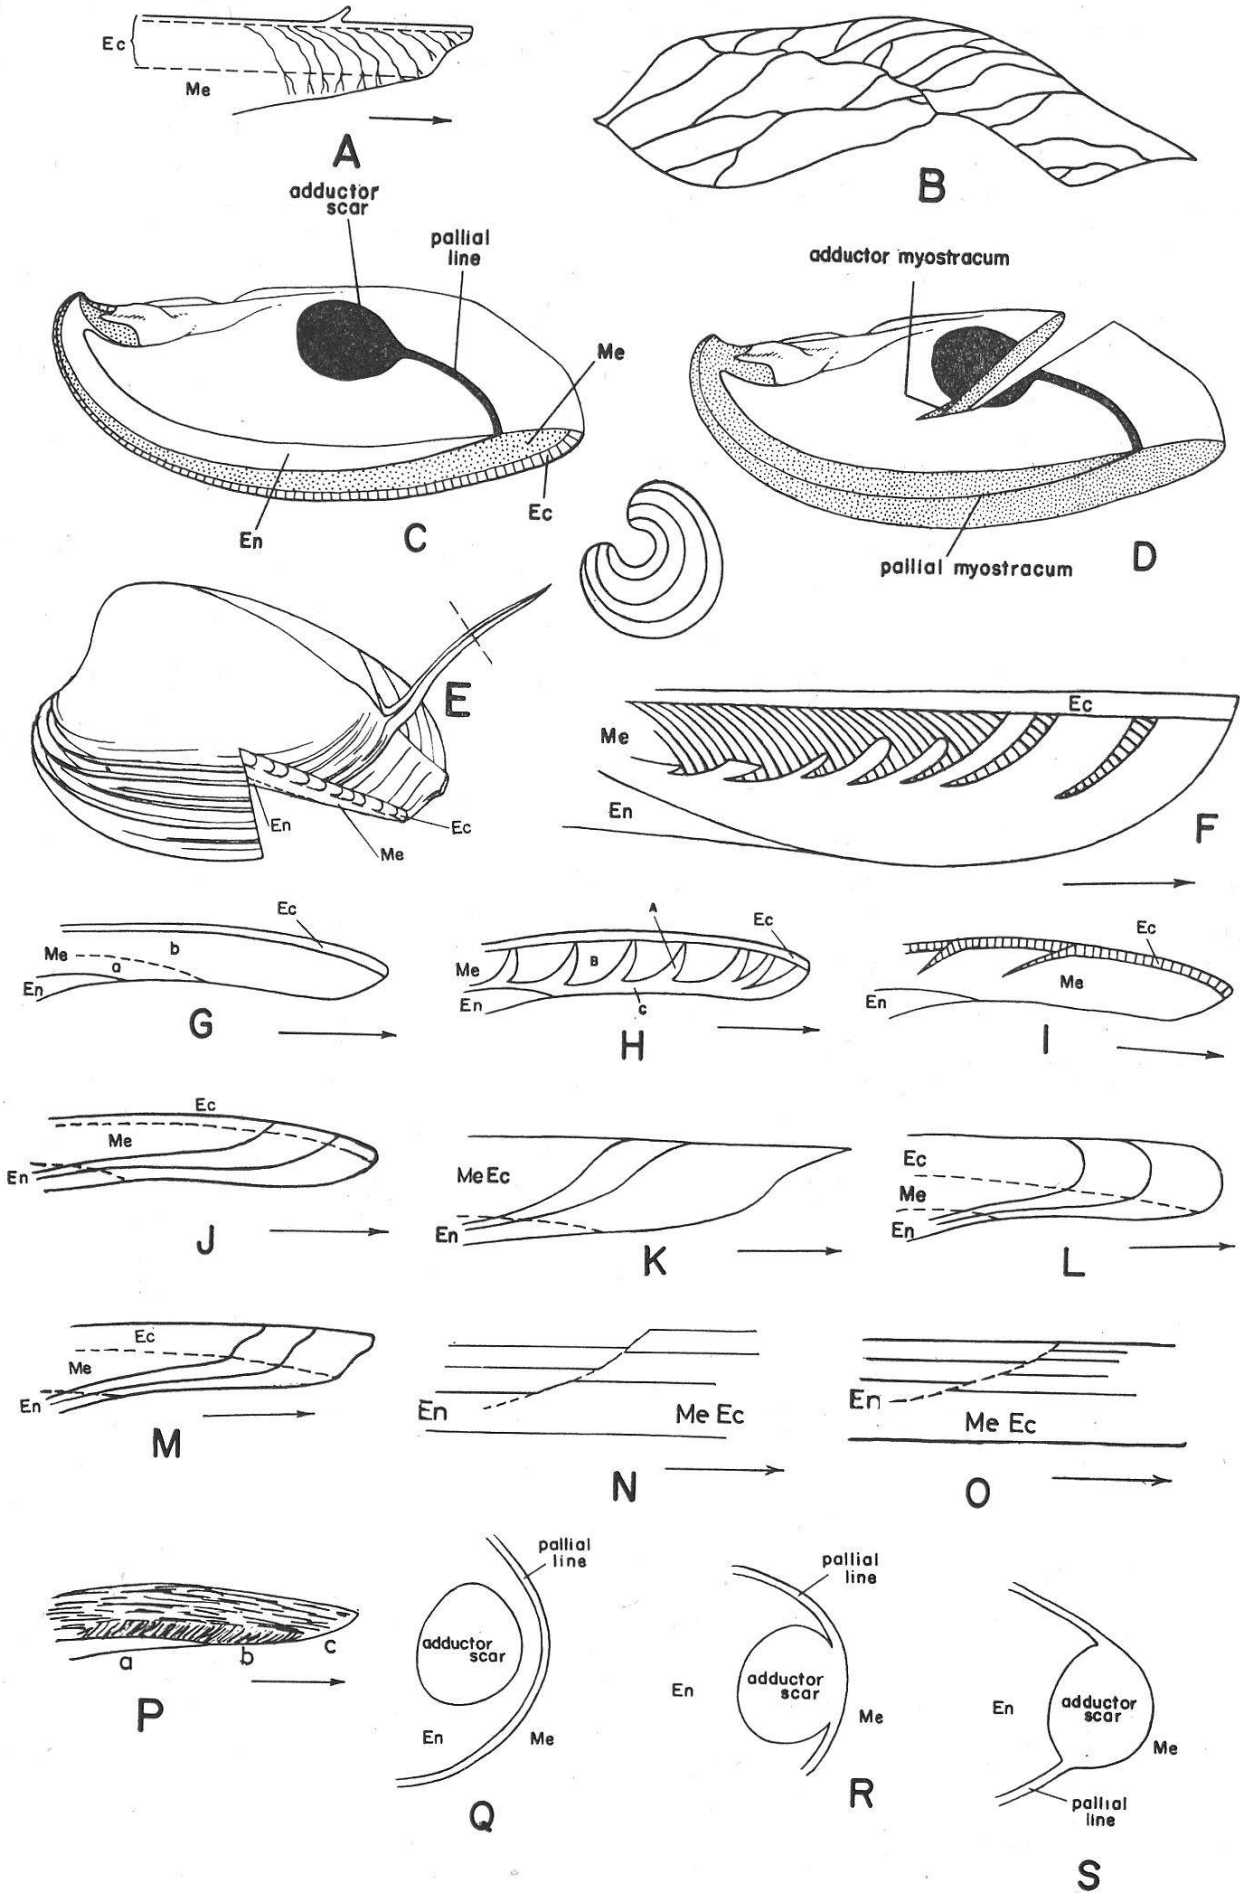 Ec
Me
A
B
adductor
scar
pallial
line
Me
En
Ec
C
adductor myostracum
pallial myostracum
D
E
En
Me
Ec
Ec
Me
En
F
Ec
Me
b
a
En
G
A
Ec
Me
B
En
C
H
Ec
Me
En
I
Ec
Me
En
J
Me Ec
En
K
Ec
Me
En
L
Ec
Me
En
M
En
Me Ec
N
En
Me Ec
O
a
b
c
P
pallial
line
adductor
scar
En
Me
Q
pallial
line
adductor
scar
En
Me
R
En
adductor
scar
Me
pallial
line
S